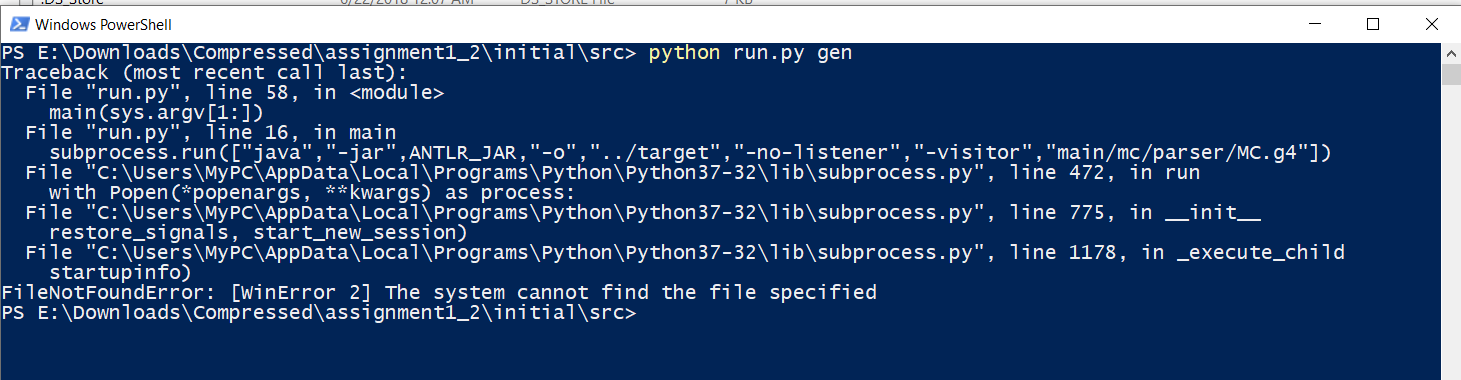 .DS_Store 6/22/2018 12:07 AM DS_STORE File 7 KB
Windows PowerShell
PS E:\Downloads\Compressed\assignment1_2\initial\src> python run.py gen
Traceback (most recent call last):
  File "run.py", line 58, in <module>
    main(sys.argv[1:])
  File "run.py", line 16, in main
    subprocess.run(["java","-jar",ANTLR_JAR,"-o","../target","-no-listener","-visitor","main/mc/parser/MC.g4"])
  File "C:\Users\MyPC\AppData\Local\Programs\Python\Python37-32\lib\subprocess.py", line 472, in run
    with Popen(*popenargs, **kwargs) as process:
  File "C:\Users\MyPC\AppData\Local\Programs\Python\Python37-32\lib\subprocess.py", line 775, in __init__
    restore_signals, start_new_session)
  File "C:\Users\MyPC\AppData\Local\Programs\Python\Python37-32\lib\subprocess.py", line 1178, in _execute_child
    startupinfo)
FileNotFoundError: [WinError 2] The system cannot find the file specified
PS E:\Downloads\Compressed\assignment1_2\initial\src>